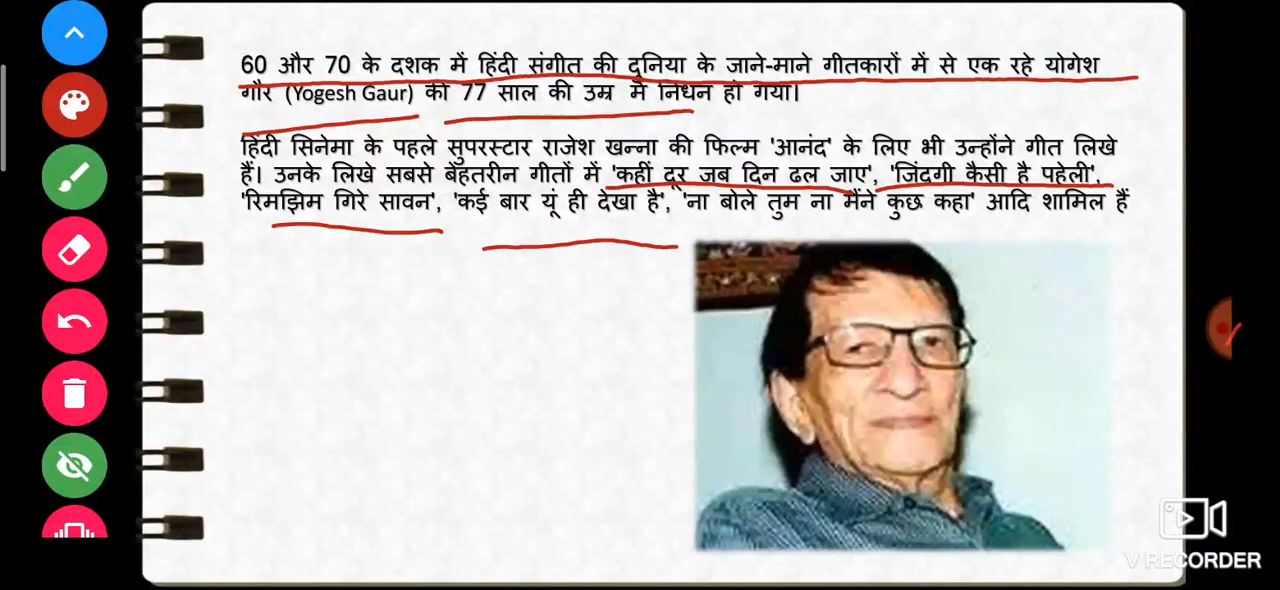 60 और 70 के दशक में हिंदी संगीत की दुनिया के जाने-माने गीतकारों में से एक रहे योगेश
गौर (Yogesh Gaur) का 77 साल की उम्र में निधन हो गया।
हिंदी सिनेमा के पहले सुपरस्टार राजेश खन्ना की फिल्म 'आनंद' के लिए भी उन्होंने गीत लिखे
हैं। उनके लिखे सबसे बेहतरीन गीतों में 'कहीं दूर जब दिन ढल जाए', 'जिंदगी कैसी है पहेली',
'रिमझिम गिरे सावन', 'कई बार यूं ही देखा है', 'ना बोले तुम ना मैंने कुछ कहा' आदि शामिल हैं
V RECORDER